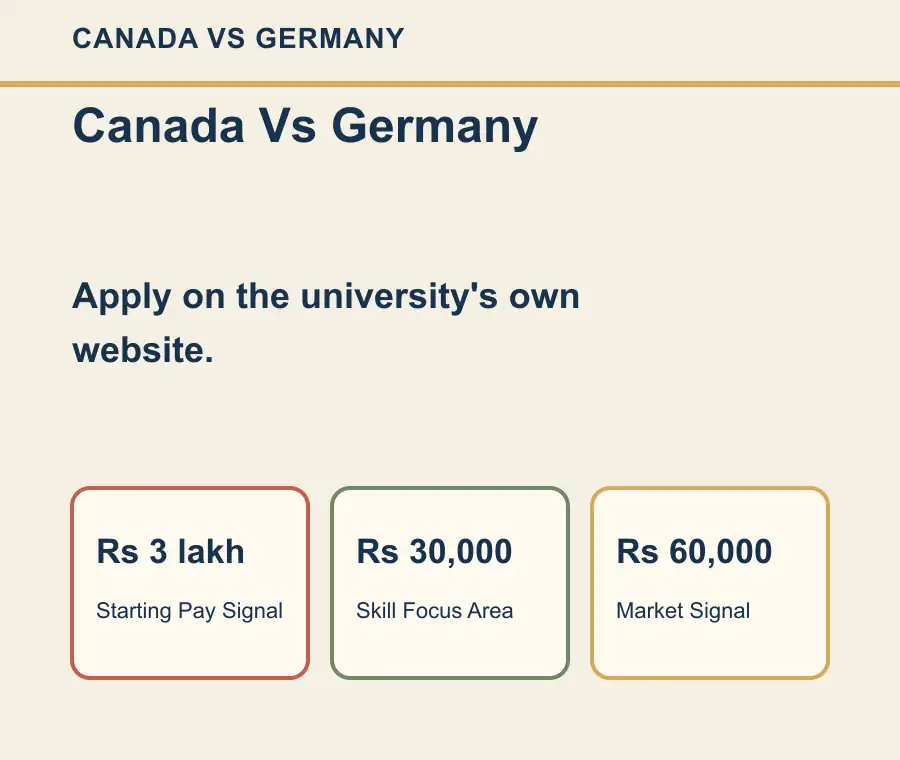 CANADA VS GERMANY
Canada Vs Germany
Apply on the university's own
website.
Rs 3 lakh
Starting Pay Signal
Rs 30,000
Skill Focus Area
Rs 60,000
Market Signal